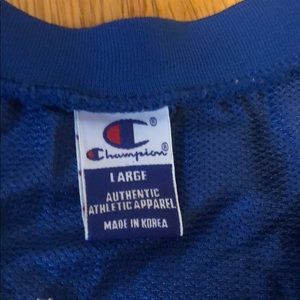 Champion®
LARGE
AUTHENTIC
ATHLETIC APPAREL
MADE IN KOREA